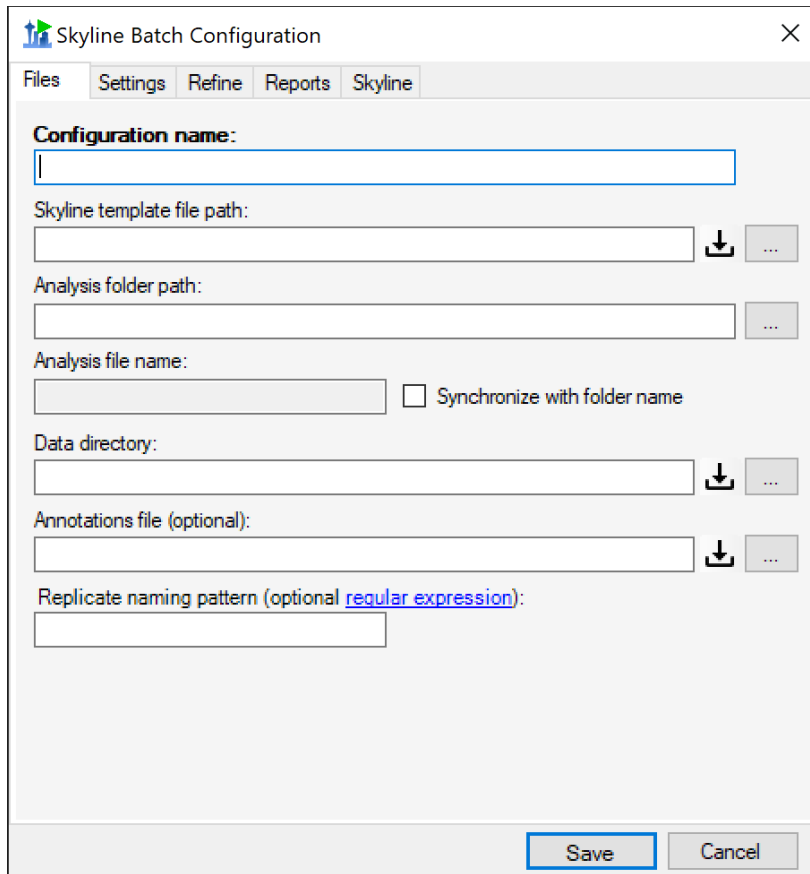 Skyline Batch Configuration
Files Settings Refine Reports Skyline
Configuration name:
Skyline template file path:
...
Analysis folder path:
...
Analysis file name:
Synchronize with folder name
Data directory:
...
Annotations file (optional):
...
Replicate naming pattern (optional regular expression):
Save Cancel